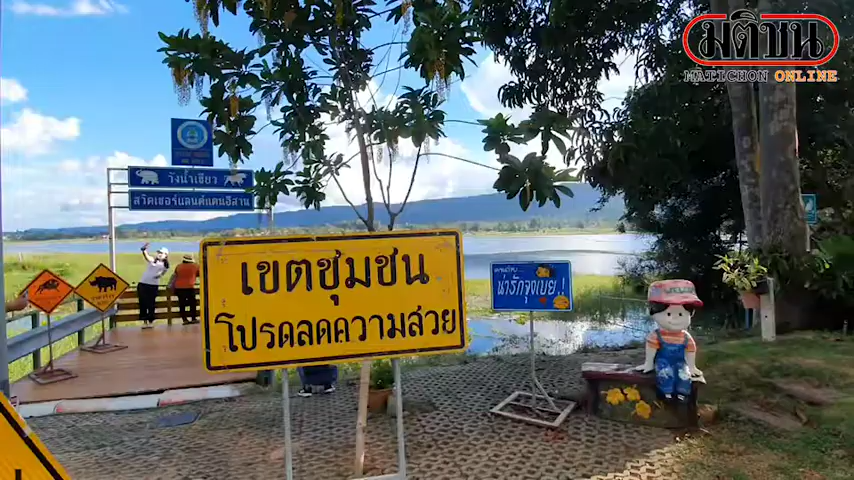 มติชน
MATICHON ONLINE
วังน้ำเขียว
สวิตเซอร์แลนด์แดนอีสาน
เขตชุมชน
โปรดลดความสวย
น่ารักจุดเบย !